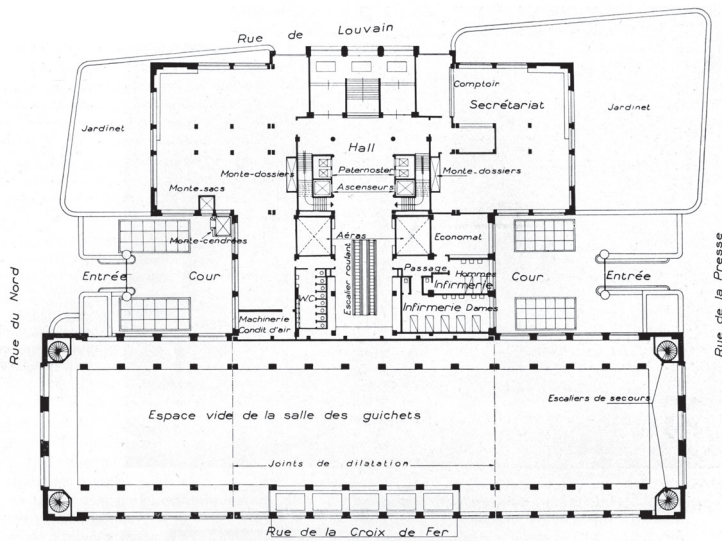 Rue de Louvain
Comptoir
Secrétariat
Jardinet
Jardinet
Hall
Monte-dossiers
Paternoster
Monte-dossiers
Ascenseurs
Monte-sacs
Monte-cendrées
Aéras
Economat
Escalier roulant
Passage
Hommes
Infirmerie
Entrée
Cour
Cour
Entrée
WC
Infirmerie Dames
Machinerie
Condit d'air
Rue du Nord
Rue de la Presse
Espace vide de la salle des guichets
Escaliers de secours
Joints de dilatation
Rue de la Croix de Fer